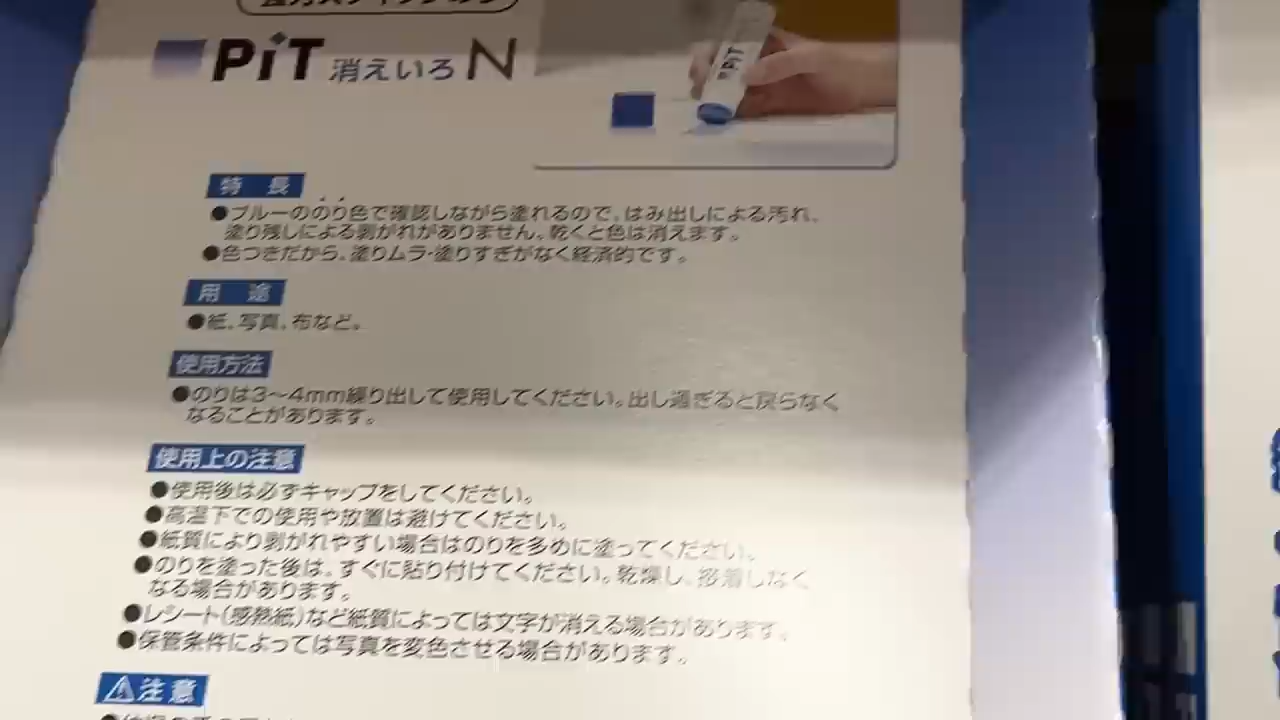 PiT 消えいろ N
PiT
特 長
●ブルーののり色で確認しながら塗れるので、はみ出しによる汚れ、
塗り残しによる剥がれがありません。乾くと色は消えます。
●色つきだから、塗りムラ・塗りすぎがなく経済的です。
用 途
●紙、写真、布など。
使用方法
●のりは3〜4mm繰り出して使用してください。出し過ぎると戻らなく
なることがあります。
使用上の注意
●使用後は必ずキャップをしてください。
●高温下での使用や放置は避けてください。
●紙質により剥がれやすい場合はのりを多めに塗ってください。
●のりを塗った後は、すぐに貼り付けてください。乾燥し、接着しなく
なる場合があります。
●レシート(感熱紙)など紙質によっては文字が消える場合があります。
●保管条件によっては写真を変色させる場合があります。
⚠注意